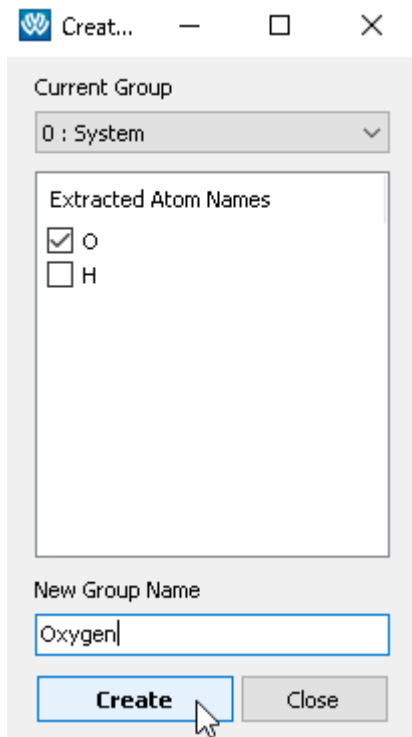 Creat...
Current Group
0 : System
Extracted Atom Names
O
H
New Group Name
Oxygen
Create Close